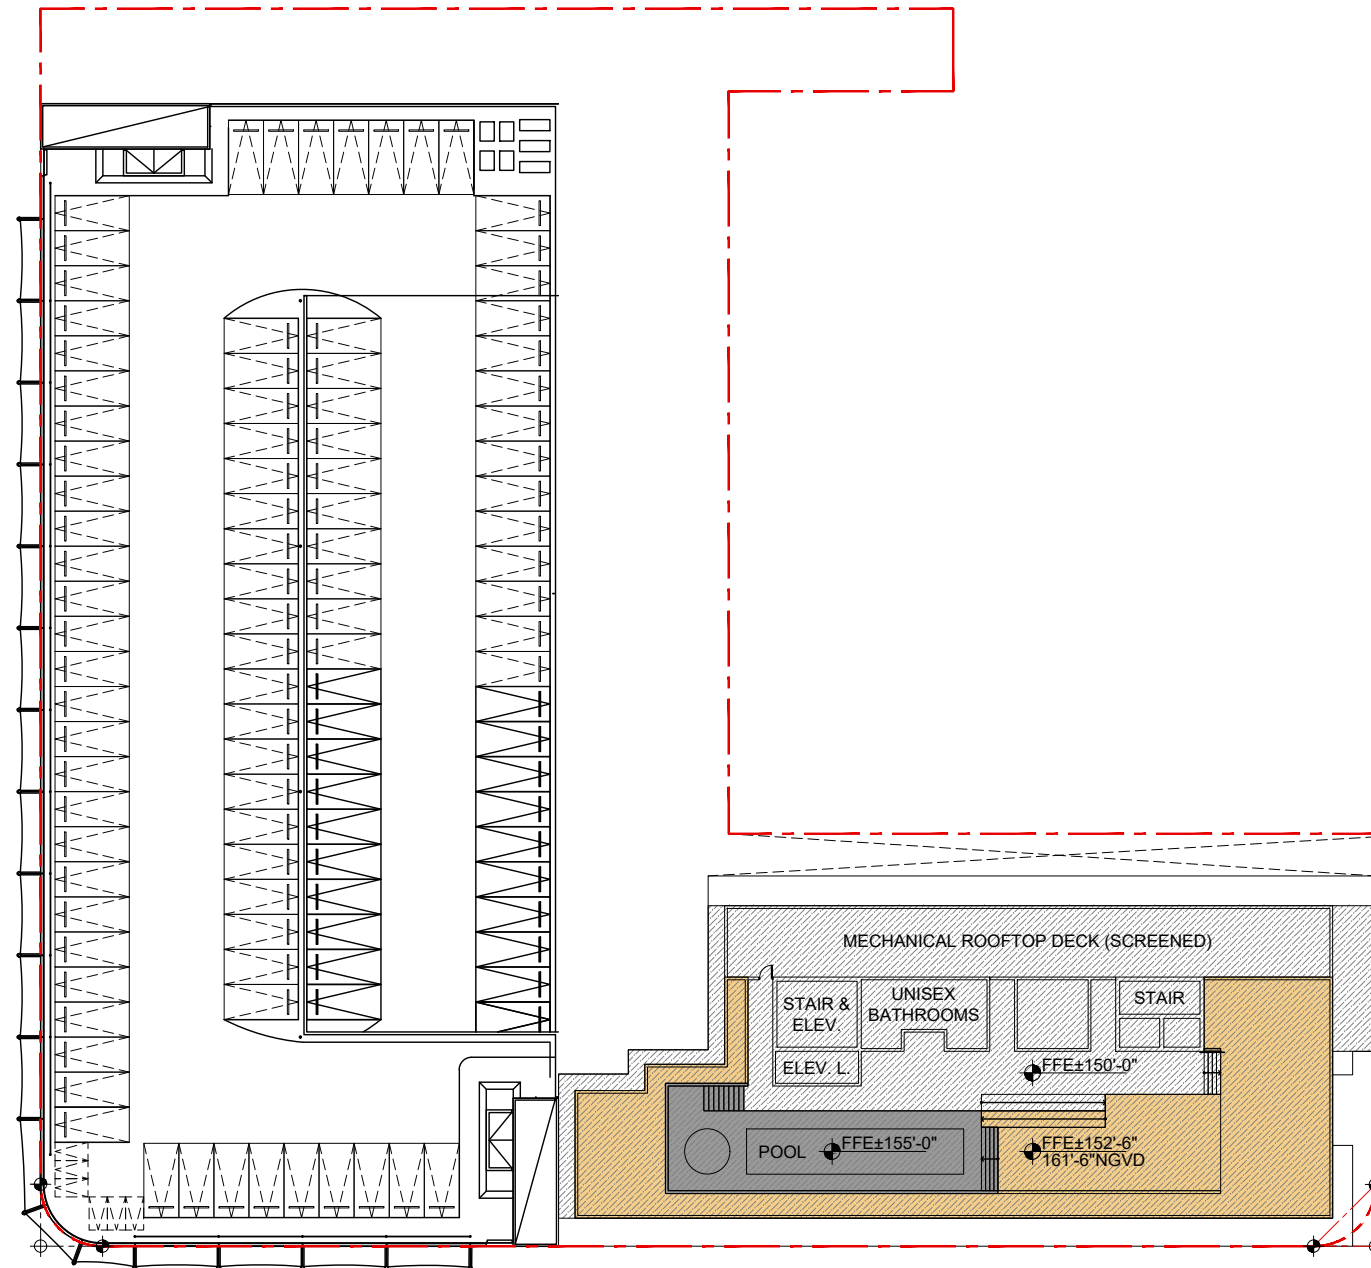 MECHANICAL ROOFTOP DECK (SCREENED)
STAIR &
ELEV.
UNISEX
BATHROOMS
STAIR
ELEV. L.
FFE±150'-0"
POOL
FFE±155'-0"
FFE±152'-6"
161'-6"NGVD